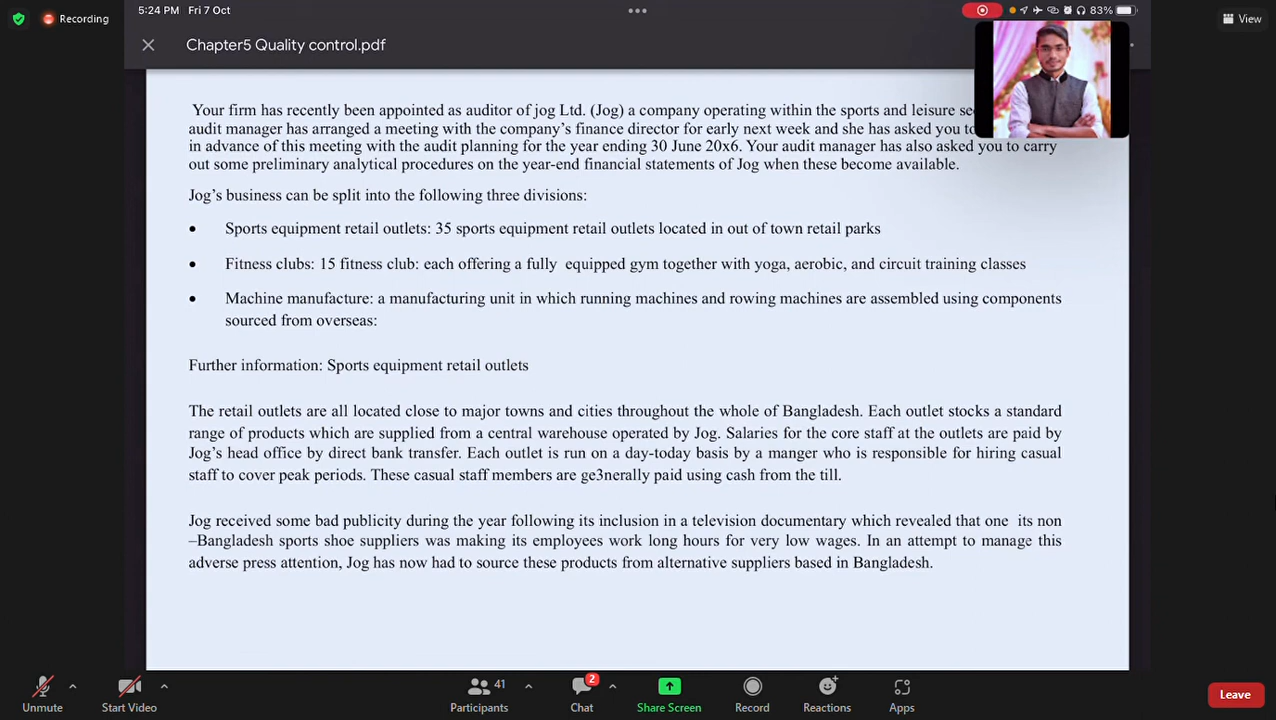 Recording
5:24 PM Fri 7 Oct
83%
View
Chapter5 Quality control.pdf
Your firm has recently been appointed as auditor of jog Ltd. (Jog) a company operating within the sports and leisure
audit manager has arranged a meeting with the company's finance director for early next week and she has asked you
in advance of this meeting with the audit planning for the year ending 30 June 20x6. Your audit manager has also asked you to carry
out some preliminary analytical procedures on the year-end financial statements of Jog when these become available.
Jog's business can be split into the following three divisions:
• Sports equipment retail outlets: 35 sports equipment retail outlets located in out of town retail parks
• Fitness clubs: 15 fitness club: each offering a fully equipped gym together with yoga, aerobic, and circuit training classes
• Machine manufacture: a manufacturing unit in which running machines and rowing machines are assembled using components
sourced from overseas:
Further information: Sports equipment retail outlets
The retail outlets are all located close to major towns and cities throughout the whole of Bangladesh. Each outlet stocks a standard
range of products which are supplied from a central warehouse operated by Jog. Salaries for the core staff at the outlets are paid by
Jog's head office by direct bank transfer. Each outlet is run on a day-today basis by a manger who is responsible for hiring casual
staff to cover peak periods. These casual staff members are ge3nerally paid using cash from the till.
Jog received some bad publicity during the year following its inclusion in a television documentary which revealed that one its non
–Bangladesh sports shoe suppliers was making its employees work long hours for very low wages. In an attempt to manage this
adverse press attention, Jog has now had to source these products from alternative suppliers based in Bangladesh.
41
2
Unmute
Start Video
Participants
Chat
Share Screen
Record
Reactions
Apps
Leave